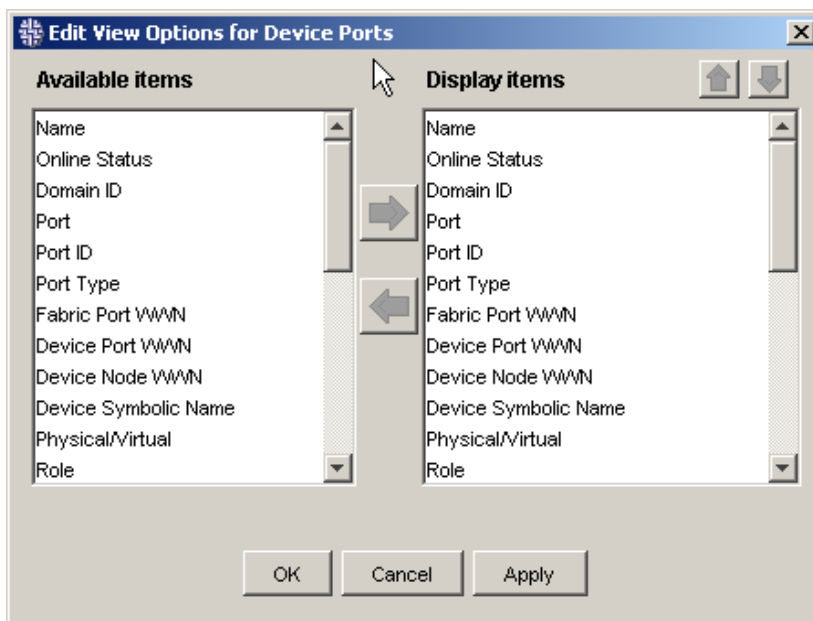 Edit View Options for Device Ports
Available items
Name
Online Status
Domain ID
Port
Port ID
Port Type
Fabric Port WWN
Device Port WWN
Device Node WWN
Device Symbolic Name
Physical/Virtual
Role
Display items
Name
Online Status
Domain ID
Port
Port ID
Port Type
Fabric Port WWN
Device Port WWN
Device Node WWN
Device Symbolic Name
Physical/Virtual
Role
OK Cancel Apply